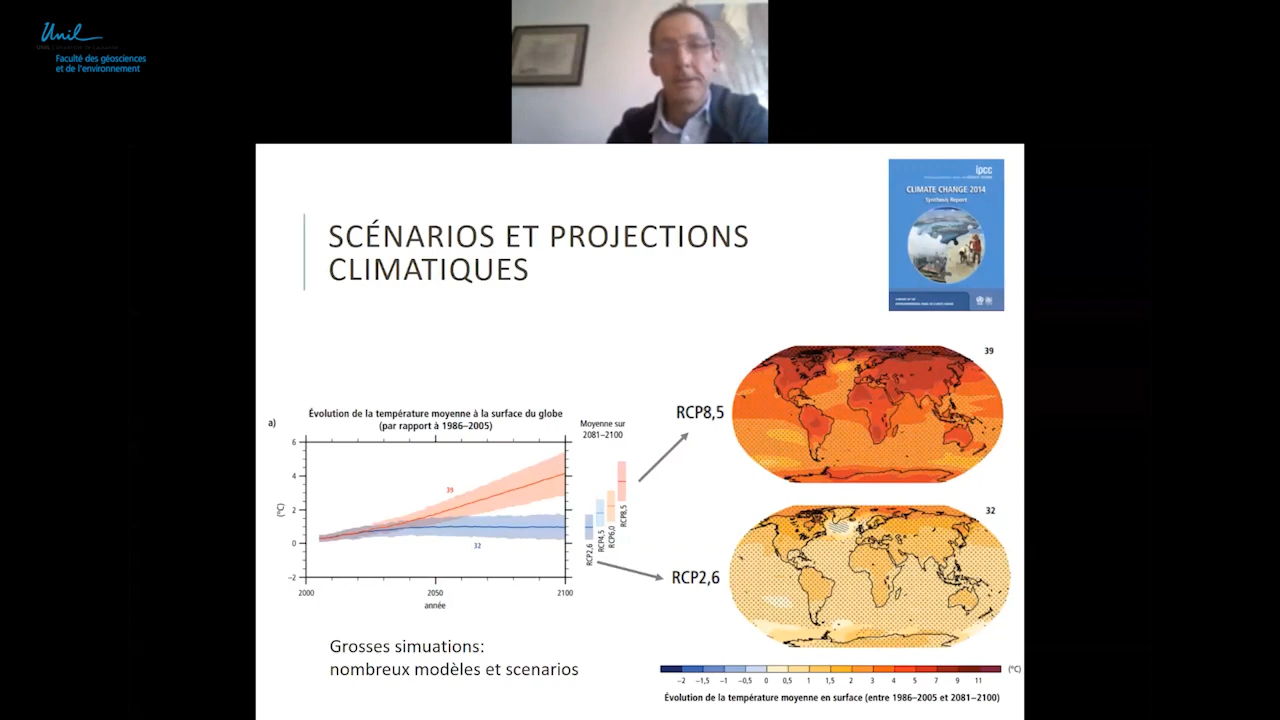 Unil
Faculté des géosciences
et de l'environnement
ipcc
CLIMATE CHANGE 2014
Synthesis Report
SCÉNARIOS ET PROJECTIONS
CLIMATIQUES
a)
Évolution de la température moyenne à la surface du globe
(par rapport à 1986–2005)
Moyenne sur
2081–2100
(°C)
6
4
2
0
−2
39
32
2000
2050
2100
année
RCP2,6
RCP4,5
RCP6,0
RCP8,5
RCP8,5
39
RCP2,6
32
Grosses simuations:
nombreux modèles et scenarios
−2 −1,5 −1 −0,5 0 0,5 1 1,5 2 3 4 5 7 9 11 (°C)
Évolution de la température moyenne en surface (entre 1986–2005 et 2081–2100)